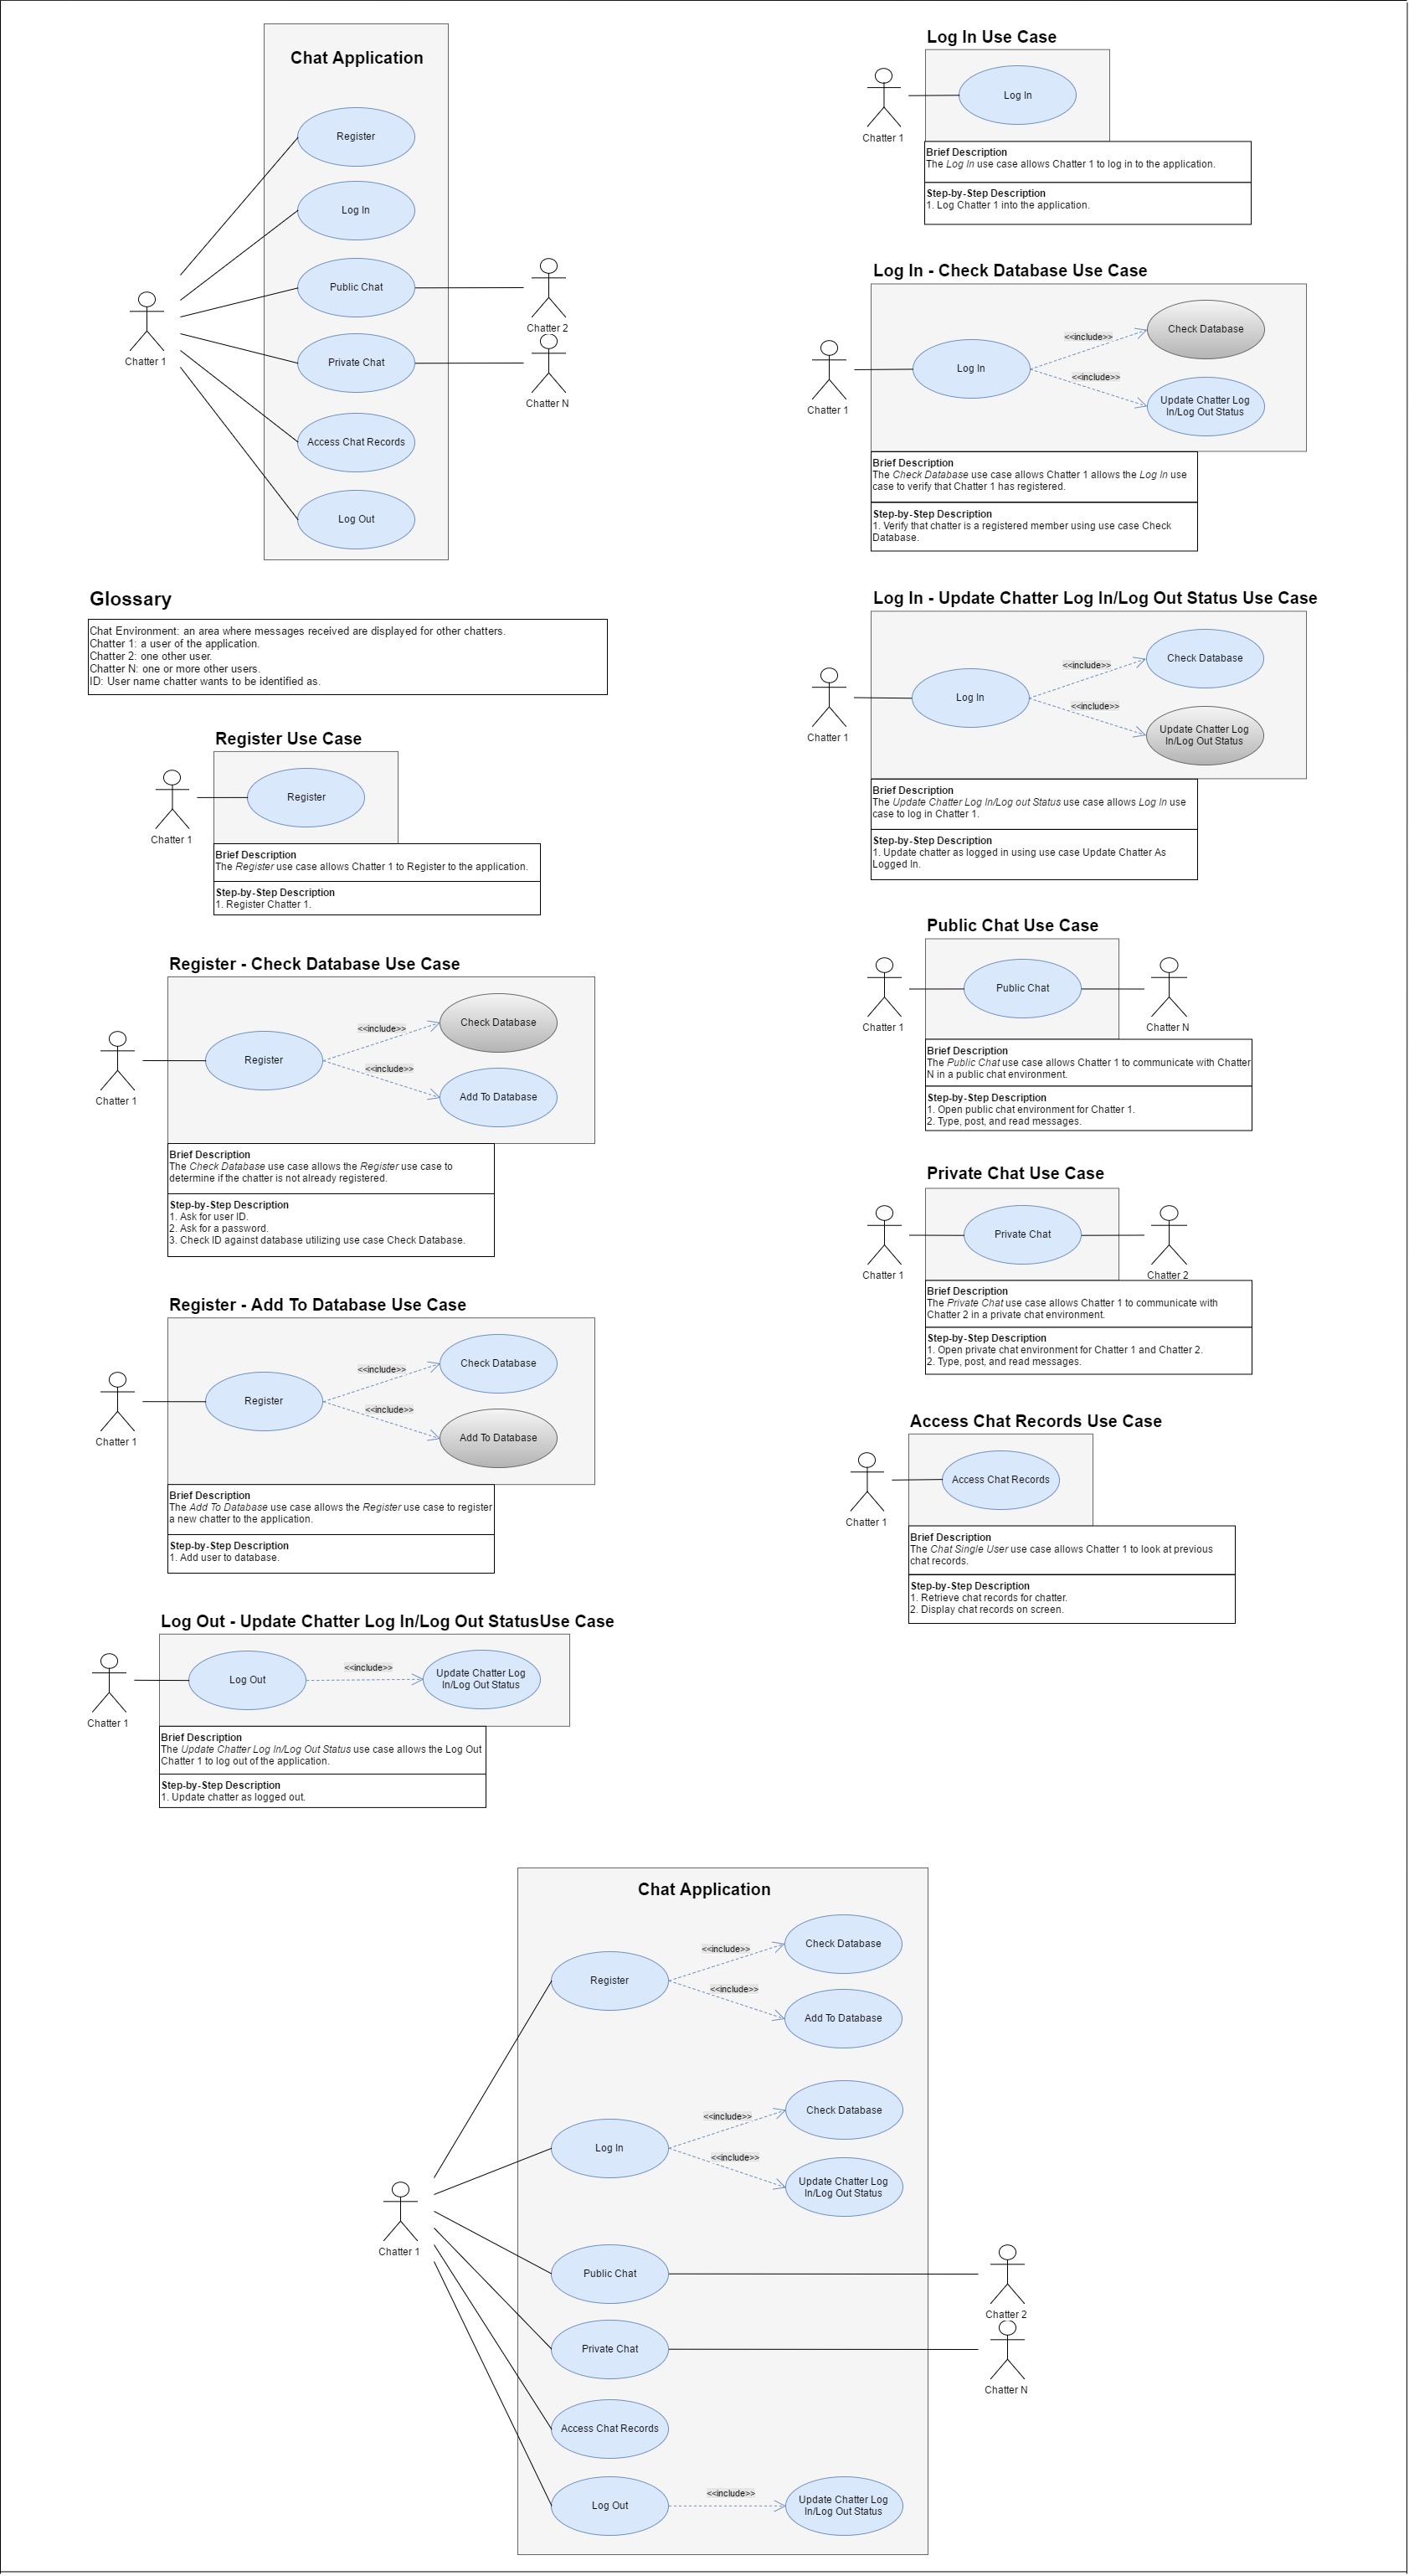 Chat Application
Register
Log In
Public Chat
Private Chat
Access Chat Records
Log Out
Chatter 1
Chatter 2
Chatter N
Glossary
Chat Environment: an area where messages received are displayed for other chatters.
Chatter 1: a user of the application.
Chatter 2: one other user.
Chatter N: one or more other users.
ID: User name chatter wants to be identified as.
Register Use Case
Register
Chatter 1
Brief Description
The Register use case allows Chatter 1 to Register to the application.
Step-by-Step Description
1. Register Chatter 1.
Register - Check Database Use Case
<<include>>
Check Database
Register
<<include>>
Add To Database
Chatter 1
Brief Description
The Check Database use case allows the Register use case to
determine if the chatter is not already registered.
Step-by-Step Description
1. Ask for user ID.
2. Ask for a password.
3. Check ID against database utilizing use case Check Database.
Register - Add To Database Use Case
<<include>>
Check Database
Register
<<include>>
Add To Database
Chatter 1
Brief Description
The Add To Database use case allows the Register use case to register
a new chatter to the application.
Step-by-Step Description
1. Add user to database.
Log Out - Update Chatter Log In/Log Out StatusUse Case
Log Out
<<include>>
Update Chatter Log
In/Log Out Status
Chatter 1
Brief Description
The Update Chatter Log In/Log Out Status use case allows the Log Out
Chatter 1 to log out of the application.
Step-by-Step Description
1. Update chatter as logged out.
Log In Use Case
Log In
Chatter 1
Brief Description
The Log In use case allows Chatter 1 to log in to the application.
Step-by-Step Description
1. Log Chatter 1 into the application.
Log In - Check Database Use Case
<<include>>
Check Database
Log In
<<include>>
Update Chatter Log
In/Log Out Status
Chatter 1
Brief Description
The Check Database use case allows Chatter 1 allows the Log In use
case to verify that Chatter 1 has registered.
Step-by-Step Description
1. Verify that chatter is a registered member using use case Check
Database.
Log In - Update Chatter Log In/Log Out Status Use Case
<<include>>
Check Database
Log In
<<include>>
Update Chatter Log
In/Log Out Status
Chatter 1
Brief Description
The Update Chatter Log In/Log out Status use case allows Log In use
case to log in Chatter 1.
Step-by-Step Description
1. Update chatter as logged in using use case Update Chatter As
Logged In.
Public Chat Use Case
Public Chat
Chatter 1
Chatter N
Brief Description
The Public Chat use case allows Chatter 1 to communicate with Chatter
N in a public chat environment.
Step-by-Step Description
1. Open public chat environment for Chatter 1.
2. Type, post, and read messages.
Private Chat Use Case
Private Chat
Chatter 1
Chatter 2
Brief Description
The Private Chat use case allows Chatter 1 to communicate with
Chatter 2 in a private chat environment.
Step-by-Step Description
1. Open private chat environment for Chatter 1 and Chatter 2.
2. Type, post, and read messages.
Access Chat Records Use Case
Access Chat Records
Chatter 1
Brief Description
The Chat Single User use case allows Chatter 1 to look at previous
chat records.
Step-by-Step Description
1. Retrieve chat records for chatter.
2. Display chat records on screen.
Chat Application
<<include>>
Check Database
Register
<<include>>
Add To Database
<<include>>
Check Database
Log In
<<include>>
Update Chatter Log
In/Log Out Status
Chatter 1
Public Chat
Chatter 2
Private Chat
Chatter N
Access Chat Records
Log Out
<<include>>
Update Chatter Log
In/Log Out Status